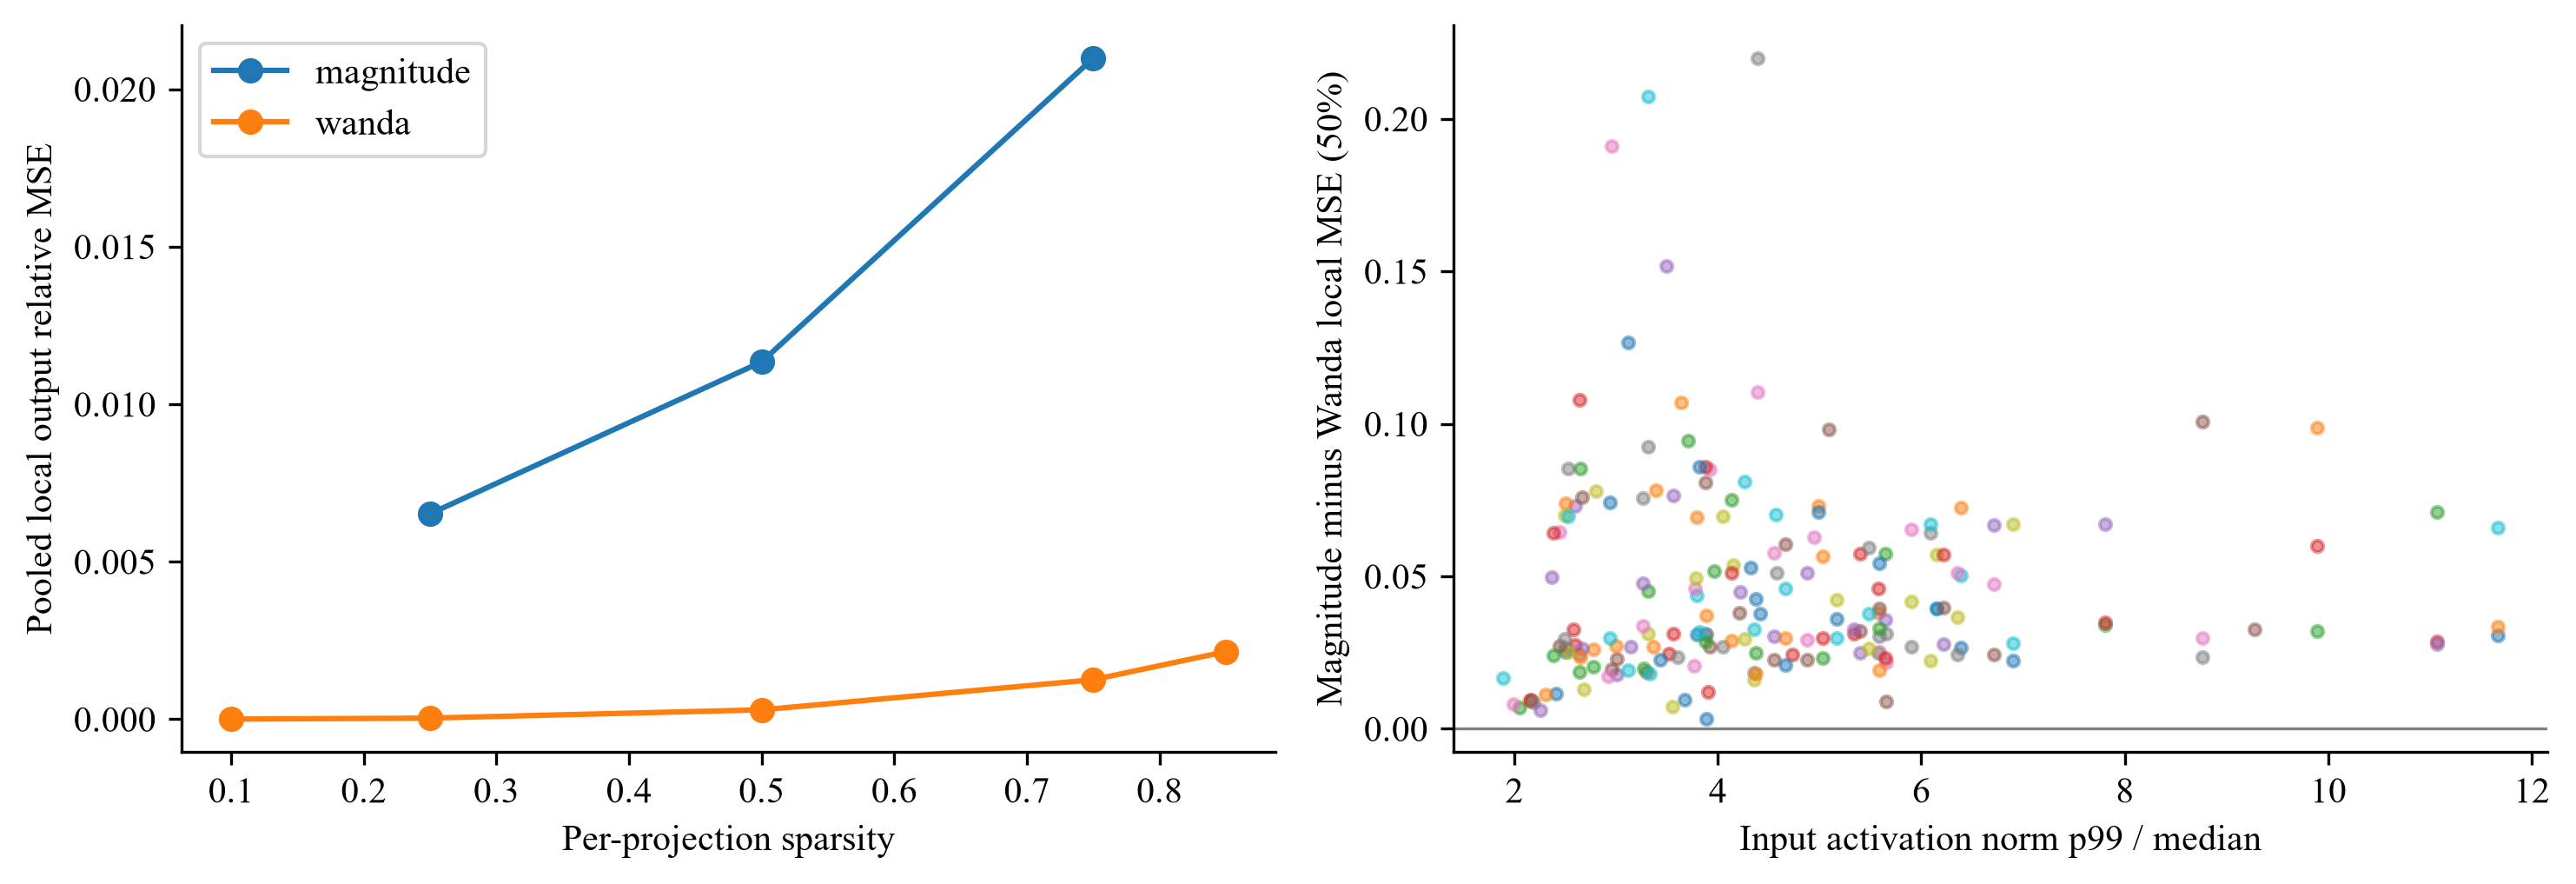 magnitude
wanda
Pooled local output relative MSE
0.020
0.015
0.010
0.005
0.000
0.1 0.2 0.3 0.4 0.5 0.6 0.7 0.8
Per-projection sparsity
Magnitude minus Wanda local MSE (50%)
0.20
0.15
0.10
0.05
0.00
2 4 6 8 10 12
Input activation norm p99 / median